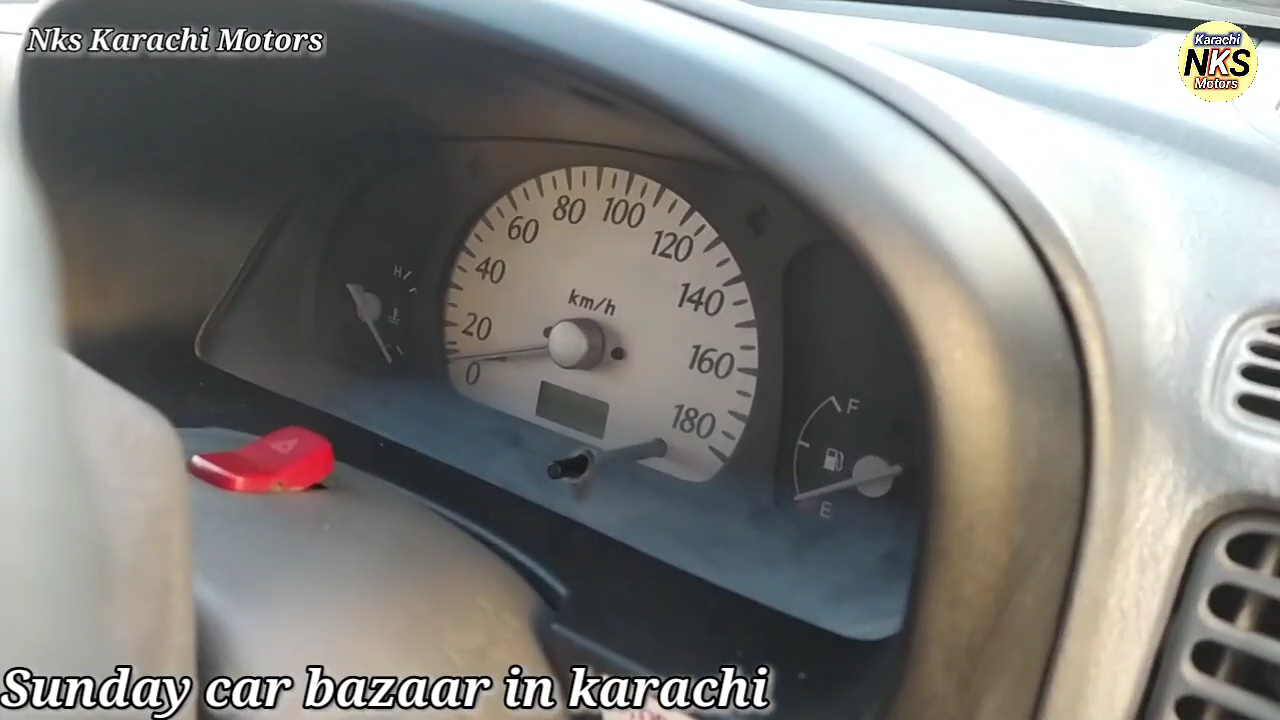 Nks Karachi Motors
Karachi
NKS
Motors
80 100
60
120
40
H
km/h
140
20
160
0
F
180
E
Sunday car bazaar in karachi